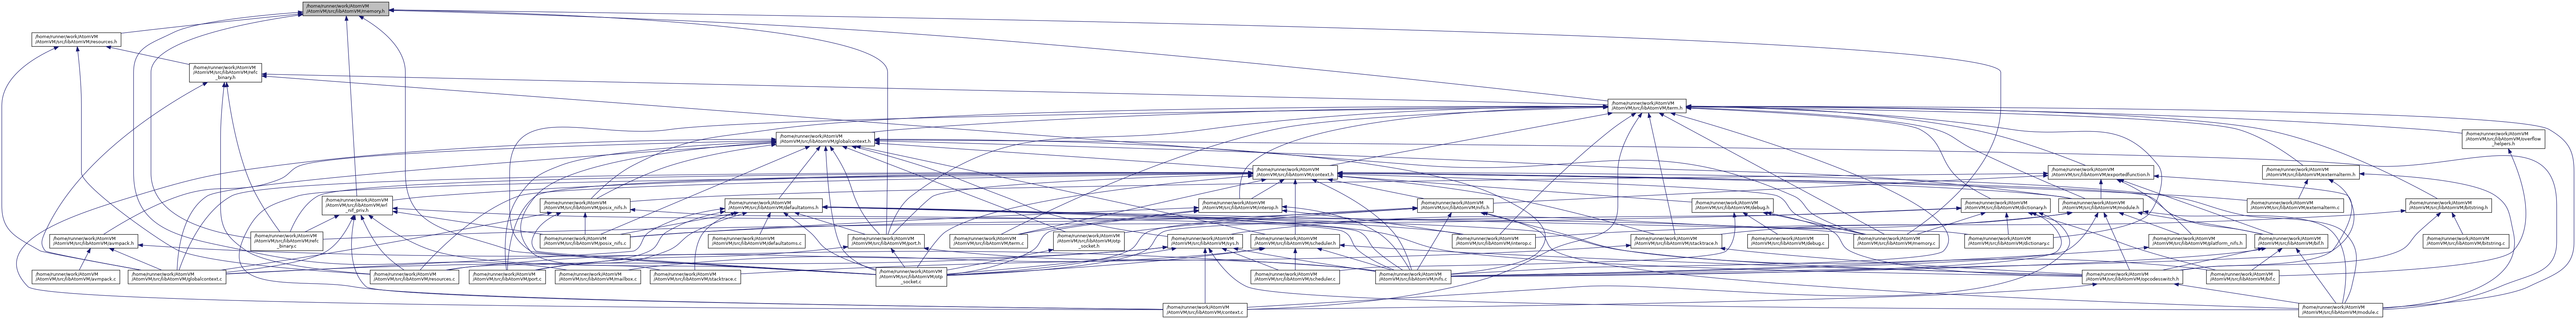 /home/runner/work/AtomVM
/AtomVM/src/libAtomVM/memory.h
/home/runner/work/AtomVM
/AtomVM/src/libAtomVM/resources.h
/home/runner/work/AtomVM
/AtomVM/src/libAtomVM/refc
_binary.h
/home/runner/work/AtomVM
/AtomVM/src/libAtomVM/term.h
/home/runner/work/AtomVM
/AtomVM/src/libAtomVM/globalcontext.h
/home/runner/work/AtomVM
/AtomVM/src/libAtomVM/overflow
_helpers.h
/home/runner/work/AtomVM
/AtomVM/src/libAtomVM/context.h
/home/runner/work/AtomVM
/AtomVM/src/libAtomVM/exportedfunction.h
/home/runner/work/AtomVM
/AtomVM/src/libAtomVM/externalterm.h
/home/runner/work/AtomVM
/AtomVM/src/libAtomVM/erl
_nif_priv.h
/home/runner/work/AtomVM
/AtomVM/src/libAtomVM/posix_nifs.h
/home/runner/work/AtomVM
/AtomVM/src/libAtomVM/defaultatoms.h
/home/runner/work/AtomVM
/AtomVM/src/libAtomVM/interop.h
/home/runner/work/AtomVM
/AtomVM/src/libAtomVM/nifs.h
/home/runner/work/AtomVM
/AtomVM/src/libAtomVM/debug.h
/home/runner/work/AtomVM
/AtomVM/src/libAtomVM/dictionary.h
/home/runner/work/AtomVM
/AtomVM/src/libAtomVM/module.h
/home/runner/work/AtomVM
/AtomVM/src/libAtomVM/externalterm.c
/home/runner/work/AtomVM
/AtomVM/src/libAtomVM/bitstring.h
/home/runner/work/AtomVM
/AtomVM/src/libAtomVM/avmpack.h
/home/runner/work/AtomVM
/AtomVM/src/libAtomVM/refc
_binary.c
/home/runner/work/AtomVM
/AtomVM/src/libAtomVM/posix_nifs.c
/home/runner/work/AtomVM
/AtomVM/src/libAtomVM/defaultatoms.c
/home/runner/work/AtomVM
/AtomVM/src/libAtomVM/port.h
/home/runner/work/AtomVM
/AtomVM/src/libAtomVM/term.c
/home/runner/work/AtomVM
/AtomVM/src/libAtomVM/otp
_socket.h
/home/runner/work/AtomVM
/AtomVM/src/libAtomVM/sys.h
/home/runner/work/AtomVM
/AtomVM/src/libAtomVM/scheduler.h
/home/runner/work/AtomVM
/AtomVM/src/libAtomVM/interop.c
/home/runner/work/AtomVM
/AtomVM/src/libAtomVM/stacktrace.h
/home/runner/work/AtomVM
/AtomVM/src/libAtomVM/debug.c
/home/runner/work/AtomVM
/AtomVM/src/libAtomVM/memory.c
/home/runner/work/AtomVM
/AtomVM/src/libAtomVM/dictionary.c
/home/runner/work/AtomVM
/AtomVM/src/libAtomVM/platform_nifs.h
/home/runner/work/AtomVM
/AtomVM/src/libAtomVM/bif.h
/home/runner/work/AtomVM
/AtomVM/src/libAtomVM/bitstring.c
/home/runner/work/AtomVM
/AtomVM/src/libAtomVM/avmpack.c
/home/runner/work/AtomVM
/AtomVM/src/libAtomVM/globalcontext.c
/home/runner/work/AtomVM
/AtomVM/src/libAtomVM/resources.c
/home/runner/work/AtomVM
/AtomVM/src/libAtomVM/port.c
/home/runner/work/AtomVM
/AtomVM/src/libAtomVM/mailbox.c
/home/runner/work/AtomVM
/AtomVM/src/libAtomVM/stacktrace.c
/home/runner/work/AtomVM
/AtomVM/src/libAtomVM/otp
_socket.c
/home/runner/work/AtomVM
/AtomVM/src/libAtomVM/scheduler.c
/home/runner/work/AtomVM
/AtomVM/src/libAtomVM/nifs.c
/home/runner/work/AtomVM
/AtomVM/src/libAtomVM/opcodesswitch.h
/home/runner/work/AtomVM
/AtomVM/src/libAtomVM/bif.c
/home/runner/work/AtomVM
/AtomVM/src/libAtomVM/context.c
/home/runner/work/AtomVM
/AtomVM/src/libAtomVM/module.c